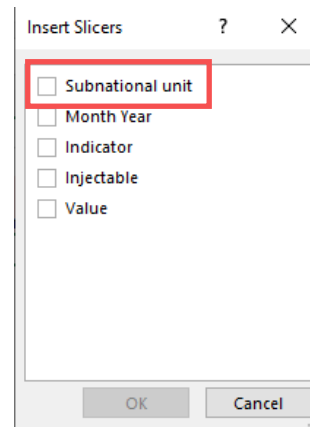 Insert Slicers ? ×
Subnational unit
Month Year
Indicator
Injectable
Value
OK Cancel